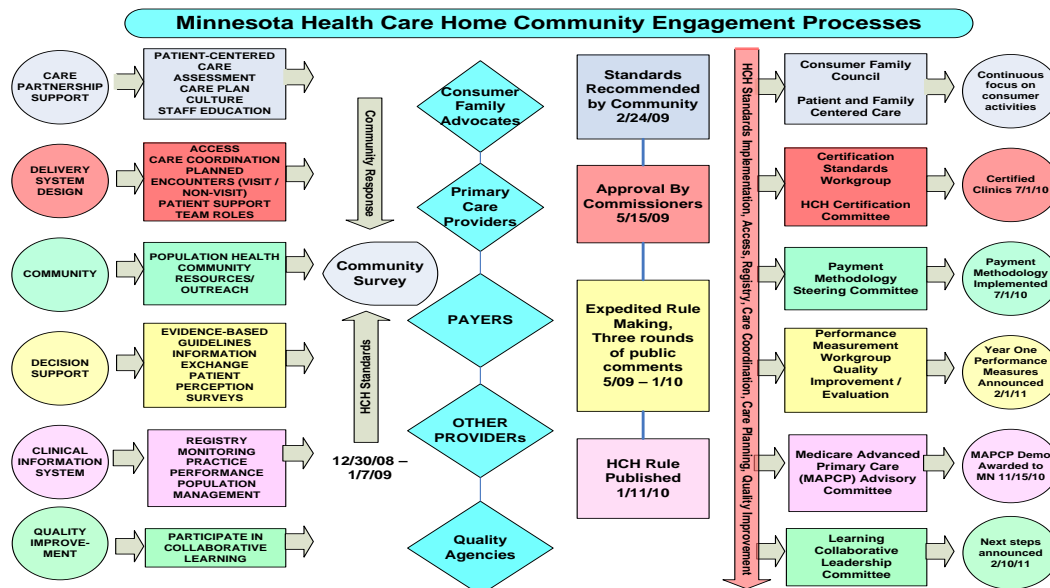 Minnesota Health Care Home Community Engagement Processes
CARE
PARTNERSHIP
SUPPORT
PATIENT-CENTERED
CARE
ASSESSMENT
CARE PLAN
CULTURE
STAFF EDUCATION
DELIVERY
SYSTEM
DESIGN
ACCESS
CARE COORDINATION
PLANNED
ENCOUNTERS (VISIT /
NON-VISIT)
PATIENT SUPPORT
TEAM ROLES
COMMUNITY
POPULATION HEALTH
COMMUNITY
RESOURCES/
OUTREACH
DECISION
SUPPORT
EVIDENCE-BASED
GUIDELINES
INFORMATION
EXCHANGE
PATIENT
PERCEPTION
SURVEYS
CLINICAL
INFORMATION
SYSTEM
REGISTRY
MONITORING
PRACTICE
PERFORMANCE
POPULATION
MANAGEMENT
QUALITY
IMPROVE-
MENT
PARTICIPATE IN
COLLABORATIVE
LEARNING
Community Response
Community
Survey
HCH Standards
12/30/08 –
1/7/09
Consumer
Family
Advocates
Primary
Care
Providers
PAYERS
OTHER
PROVIDERs
Quality
Agencies
Standards
Recommended
by Community
2/24/09
Approval By
Commissioners
5/15/09
Expedited Rule
Making,
Three rounds
of public
comments
5/09 – 1/10
HCH Rule
Published
1/11/10
HCH Standards Implementation, Access, Registry, Care Coordination, Care Planning, Quality Improvement
Consumer Family
Council
Patient and Family
Centered Care
Continuous
focus on
consumer
activities
Certification
Standards
Workgroup
HCH Certification
Committee
Certified
Clinics 7/1/10
Payment
Methodology
Steering Committee
Payment
Methodology
Implemented
7/1/10
Performance
Measurement
Workgroup
Quality
Improvement /
Evaluation
Year One
Performance
Measures
Announced
2/1/11
Medicare Advanced
Primary Care
(MAPCP) Advisory
Committee
MAPCP Demo
Awarded to
MN 11/15/10
Learning
Collaborative
Leadership
Committee
Next steps
announced
2/10/11